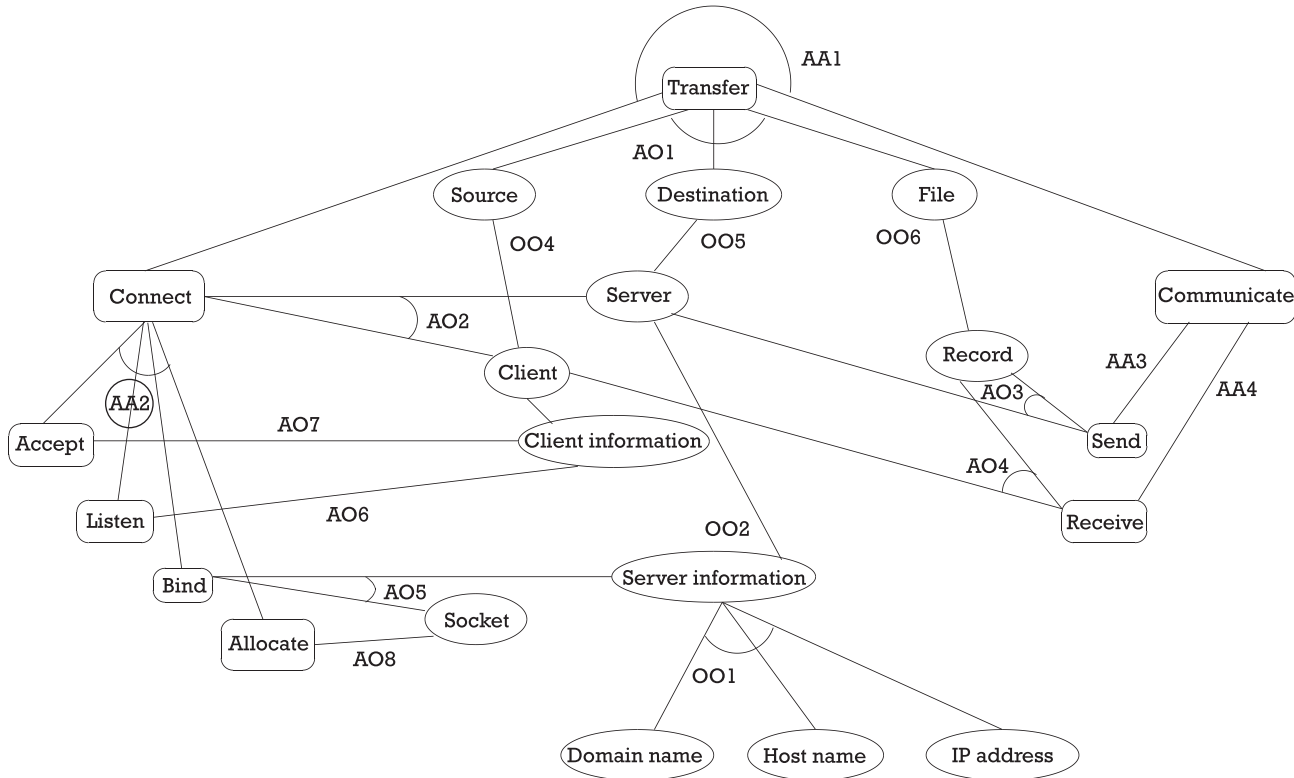 AA1
Transfer
AO1
Source
Destination
File
OO4
OO5
OO6
Connect
Server
Communicate
AO2
Client
Record
AA3
AO3
AA4
AA2
Accept
AO7
Client information
Send
AO4
Listen
AO6
Receive
OO2
Bind
AO5
Server information
Socket
Allocate
AO8
OO1
Domain name
Host name
IP address